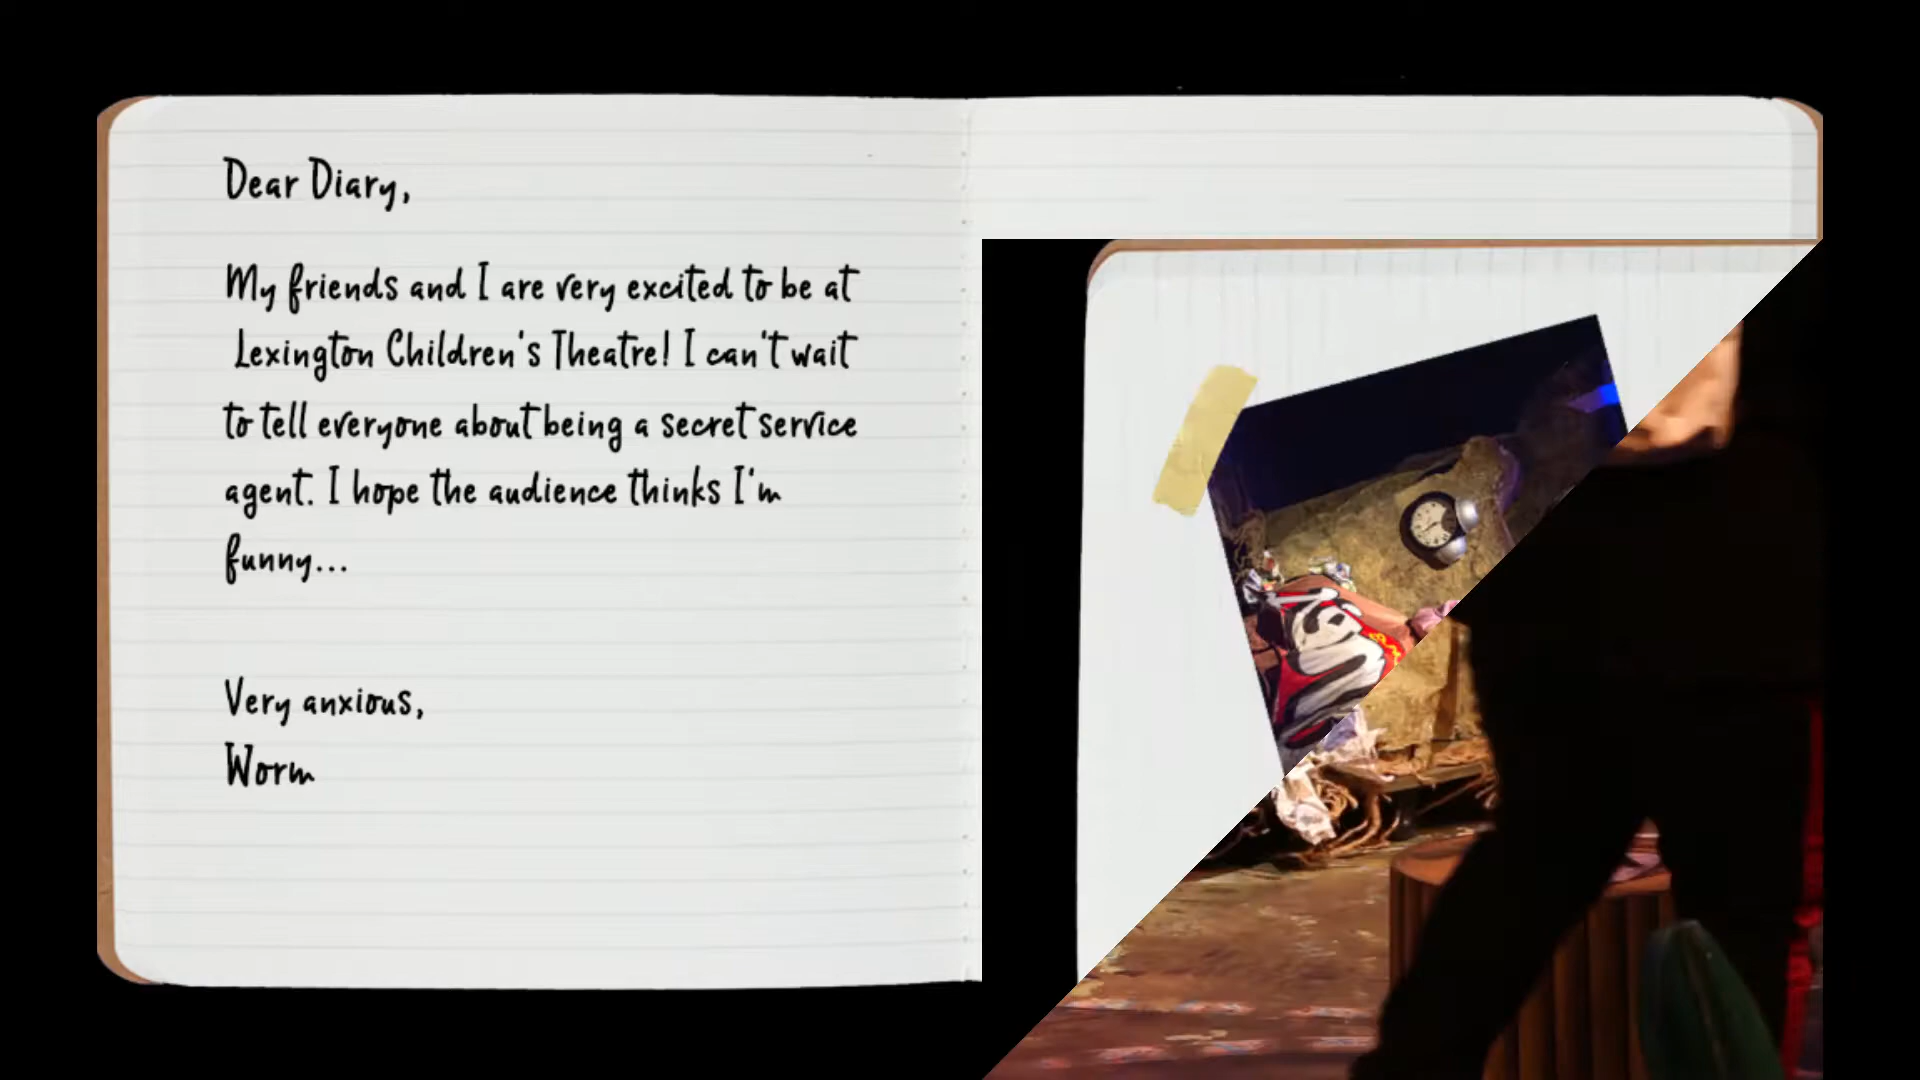 Dear Diary,
My friends and I are very excited to be at
Lexington Children's Theatre! I can't wait
to tell everyone about being a secret service
agent. I hope the audience thinks I'm
funny...
Very anxious,
Worm